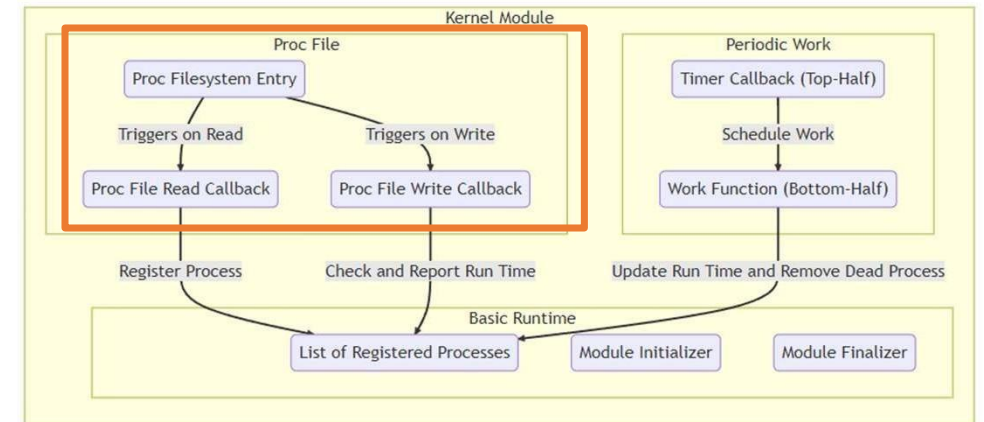 Kernel Module
Proc File
Periodic Work
Proc Filesystem Entry
Timer Callback (Top-Half)
Triggers on Read
Triggers on Write
Schedule Work
Proc File Read Callback
Proc File Write Callback
Work Function (Bottom-Half)
Register Process
Check and Report Run Time
Update Run Time and Remove Dead Process
Basic Runtime
List of Registered Processes
Module Initializer
Module Finalizer